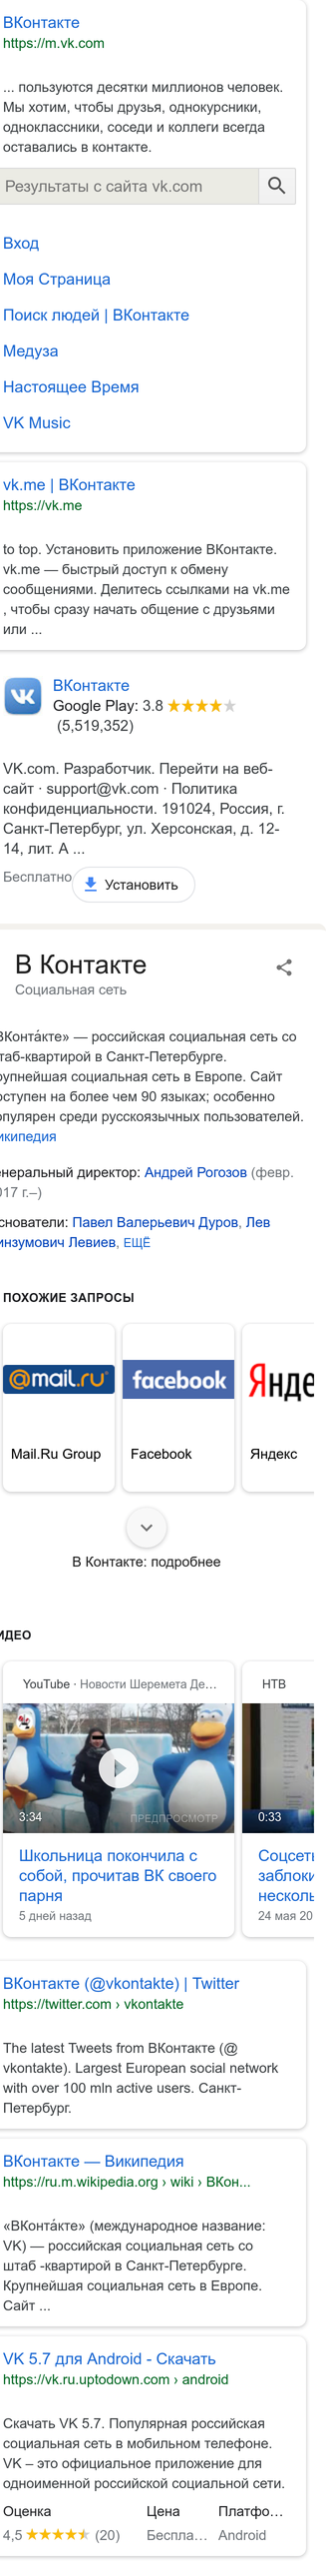 ВКонтакте
https://m.vk.com
... пользуются десятки миллионов человек.
Мы хотим, чтобы друзья, однокурсники,
одноклассники, соседи и коллеги всегда
оставались в контакте.
Результаты с сайта vk.com
Вход
Моя Страница
Поиск людей | ВКонтакте
Медуза
Настоящее Время
VK Music
vk.me | ВКонтакте
https://vk.me
to top. Установить приложение ВКонтакте.
vk.me — быстрый доступ к обмену
сообщениями. Делитесь ссылками на vk.me
, чтобы сразу начать общение с друзьями
или ...
ВКонтакте
Google Play: 3.8
(5,519,352)
VK.com. Разработчик. Перейти на веб-
сайт · support@vk.com · Политика
конфиденциальности. 191024, Россия, г.
Санкт-Петербург, ул. Херсонская, д. 12-
14, лит. А ...
Бесплатно
Установить
В Контакте
Социальная сеть
ВКонта́кте» — российская социальная сеть со
таб-квартирой в Санкт-Петербурге.
рупнейшая социальная сеть в Европе. Сайт
оступен на более чем 90 языках; особенно
опулярен среди русскоязычных пользователей.
икипедия
енеральный директор: Андрей Рогозов (февр.
017 г.–)
снователи: Павел Валерьевич Дуров, Лев
инзумович Левиев, ЕЩЁ
ПОХОЖИЕ ЗАПРОСЫ
@mail.ru facebook Янде
Mail.Ru Group Facebook Яндекс
В Контакте: подробнее
ИДЕО
YouTube · Новости Шеремета Де... НТВ
3:34 ПРЕДПРОСМОТР 0:33
Школьница покончила с Соцсеть
собой, прочитав ВК своего заблоки
парня несколь
5 дней назад 24 мая 20
ВКонтакте (@vkontakte) | Twitter
https://twitter.com › vkontakte
The latest Tweets from ВКонтакте (@
vkontakte). Largest European social network
with over 100 mln active users. Санкт-
Петербург.
ВКонтакте — Википедия
https://ru.m.wikipedia.org › wiki › ВКон...
«ВКонта́кте» (международное название:
VK) — российская социальная сеть со
штаб -квартирой в Санкт-Петербурге.
Крупнейшая социальная сеть в Европе.
Сайт ...
VK 5.7 для Android - Скачать
https://vk.ru.uptodown.com › android
Скачать VK 5.7. Популярная российская
социальная сеть в мобильном телефоне.
VK – это официальное приложение для
одноименной российской социальной сети.
Оценка Цена Платфо...
4,5 (20) Беспла... Android